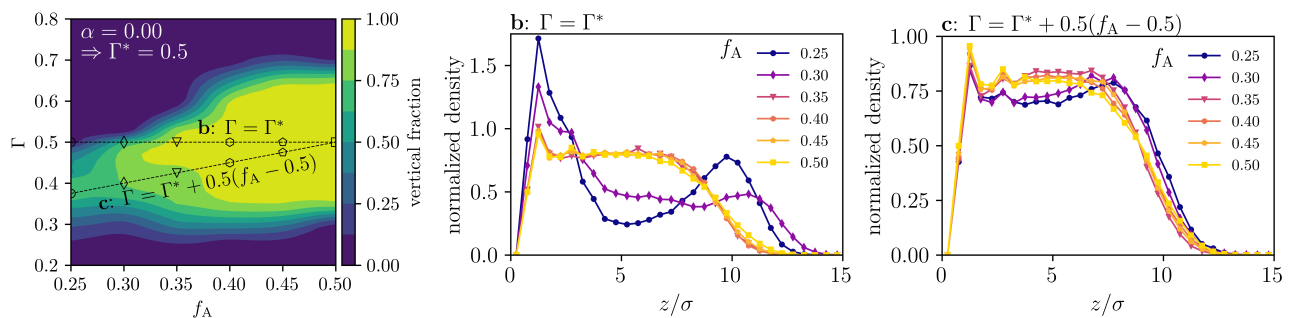 α = 0.00
⇒ Γ* = 0.5
b: Γ = Γ*
c: Γ = Γ* + 0.5(f_A − 0.5)
0.8
0.7
0.6
0.5
0.4
0.3
0.2
Γ
0.25 0.30 0.35 0.40 0.45 0.50
f_A
1.00
0.75
0.50
0.25
0.00
vertical fraction
b: Γ = Γ*
normalized density
1.5
1.0
0.5
0.0
0 5 10 15
z/σ
f_A
0.25
0.30
0.35
0.40
0.45
0.50
c: Γ = Γ* + 0.5(f_A − 0.5)
normalized density
1.00
0.75
0.50
0.25
0.00
0 5 10 15
z/σ
f_A
0.25
0.30
0.35
0.40
0.45
0.50